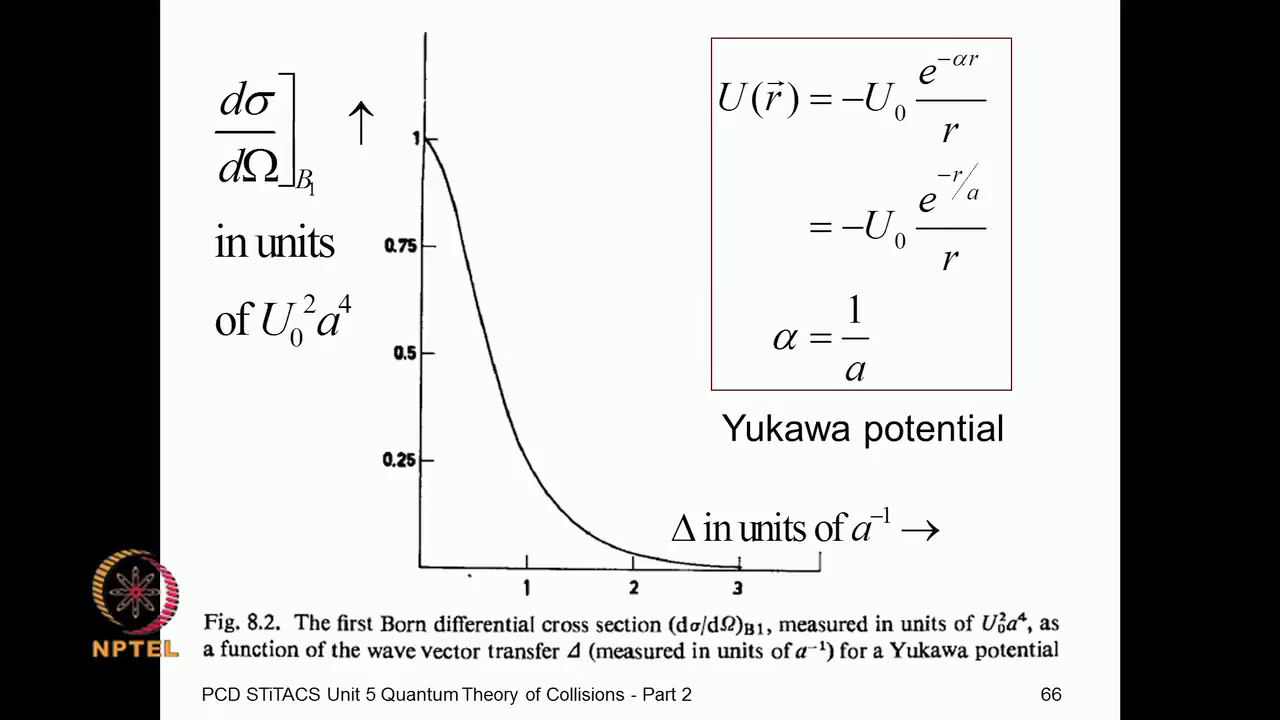 dσ/dΩ]_B₁ ↑
in units
of U₀²a⁴
1
0.75
0.5
0.25
1 2 3
Δ in units of a⁻¹ →
U(r⃗) = −U₀ e^(−αr)/r
= −U₀ e^(−r/a)/r
α = 1/a
Yukawa potential
Fig. 8.2. The first Born differential cross section (dσ/dΩ)_B1, measured in units of U₀²a⁴, as
a function of the wave vector transfer Δ (measured in units of a⁻¹) for a Yukawa potential
NPTEL
PCD STiTACS Unit 5 Quantum Theory of Collisions - Part 2
66